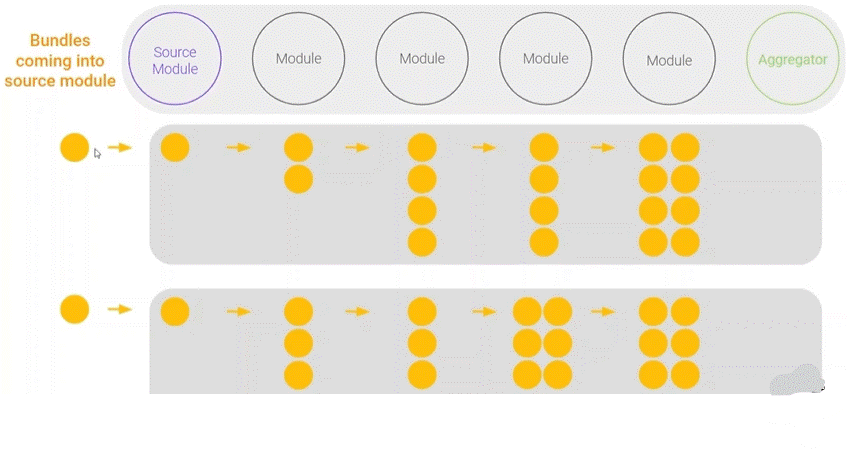 Bundles
coming into
source module
Source
Module
Module
Module
Module
Module
Aggregator